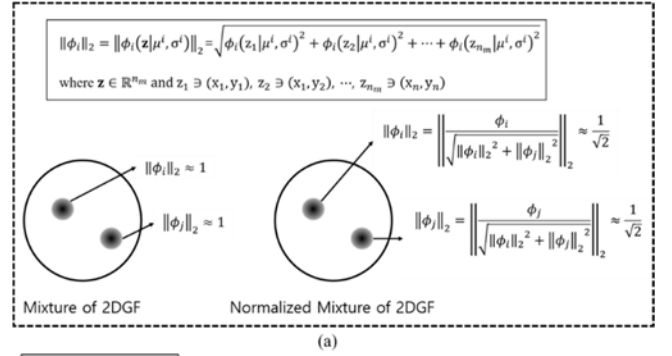 ‖ϕᵢ‖₂ = ‖ϕᵢ(𝐳|μⁱ, σⁱ)‖₂ = √(ϕᵢ(z₁|μⁱ, σⁱ)² + ϕᵢ(z₂|μⁱ, σⁱ)² + ⋯ + ϕᵢ(z_{n_m}|μⁱ, σⁱ)²)
where 𝐳 ∈ ℝ^{n_m} and z₁ ∋ (x₁, y₁), z₂ ∋ (x₁, y₂), ⋯, z_{n_m} ∋ (x_n, y_n)
‖ϕᵢ‖₂ = ‖ϕᵢ / √(‖ϕᵢ‖₂² + ‖ϕⱼ‖₂²)‖₂ ≈ 1/√2
‖ϕᵢ‖₂ ≈ 1
‖ϕⱼ‖₂ ≈ 1
‖ϕⱼ‖₂ = ‖ϕⱼ / √(‖ϕᵢ‖₂² + ‖ϕⱼ‖₂²)‖₂ ≈ 1/√2
Mixture of 2DGF
Normalized Mixture of 2DGF
(a)